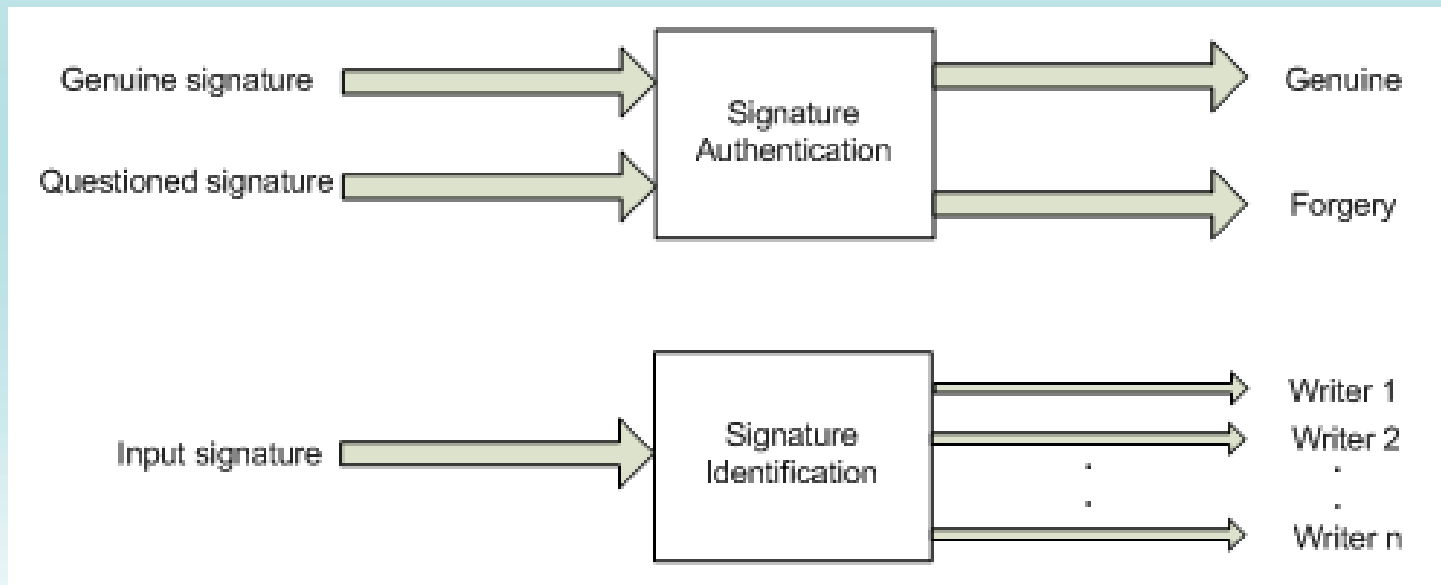 Genuine signature
Signature
Authentication
Genuine
Questioned signature
Forgery
Input signature
Signature
Identification
Writer 1
Writer 2
.
.
.
.
Writer n